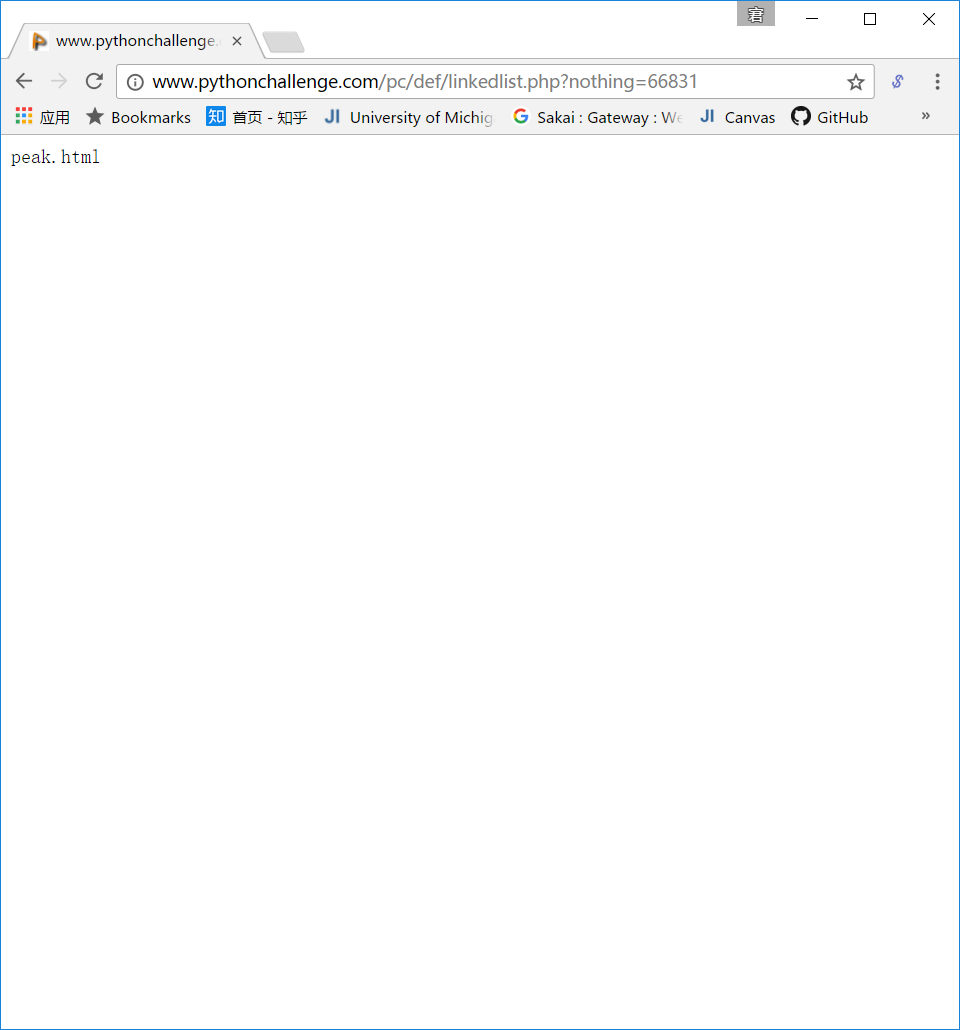 窘
www.pythonchallenge.
www.pythonchallenge.com/pc/def/linkedlist.php?nothing=66831
应用 Bookmarks 知 首页 - 知乎 JI University of Michig Sakai : Gateway : We JI Canvas GitHub »
peak.html